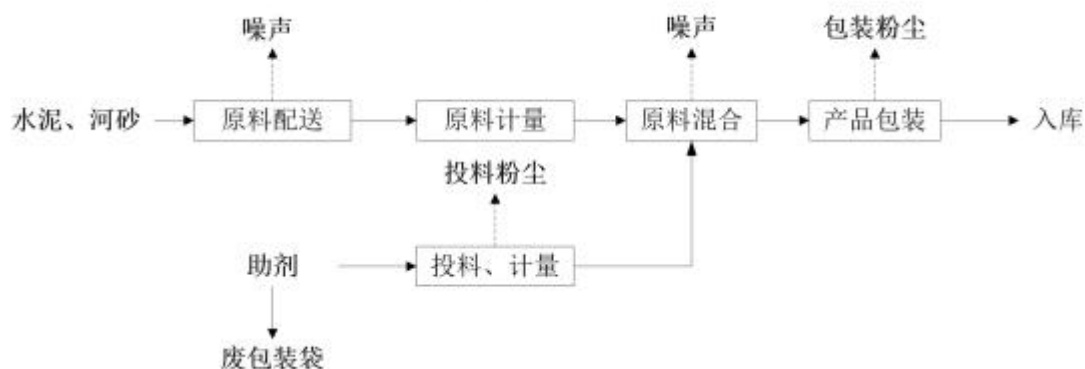 噪声
噪声
包装粉尘
水泥、河砂
原料配送
原料计量
原料混合
产品包装
入库
投料粉尘
助剂
投料、计量
废包装袋